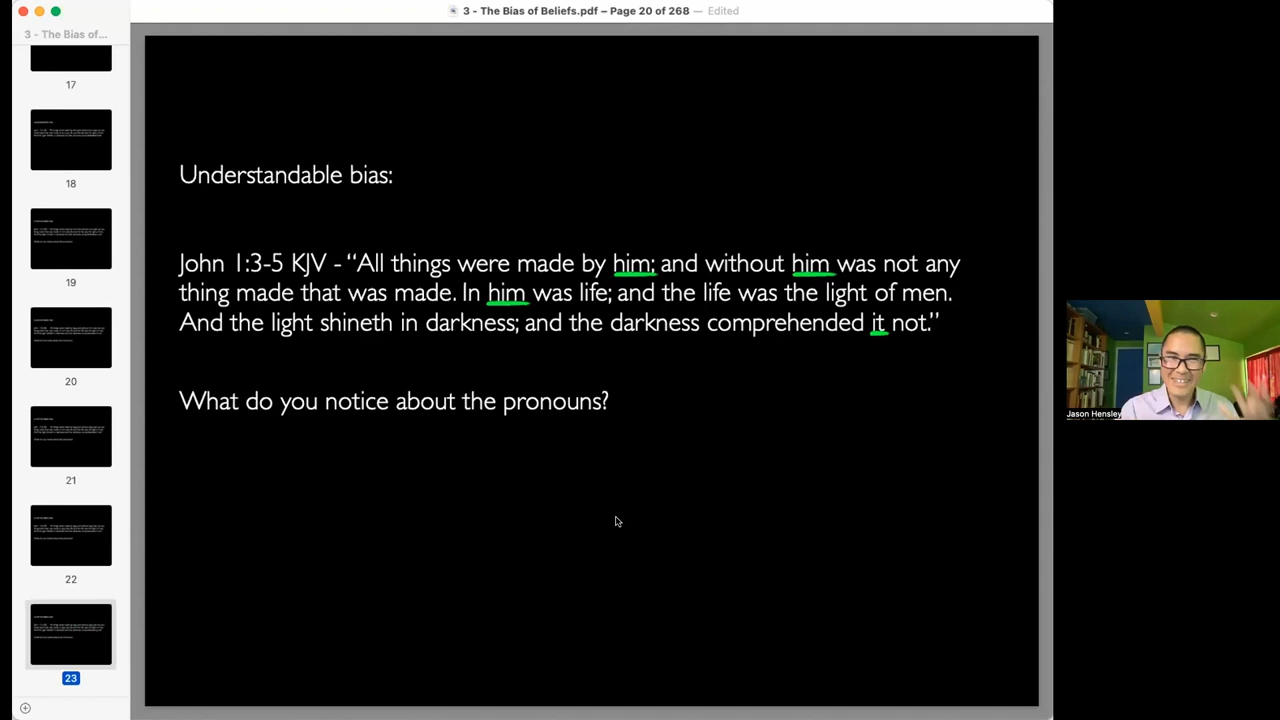 3 - The Bias of Beliefs.pdf – Page 20 of 268 — Edited
3 - The Bias of...
17
18
19
20
21
22
23
Understandable bias:
John 1:3-5 KJV - “All things were made by him; and without him was not any
thing made that was made. In him was life; and the life was the light of men.
And the light shineth in darkness; and the darkness comprehended it not.”
What do you notice about the pronouns?
Jason Hensley